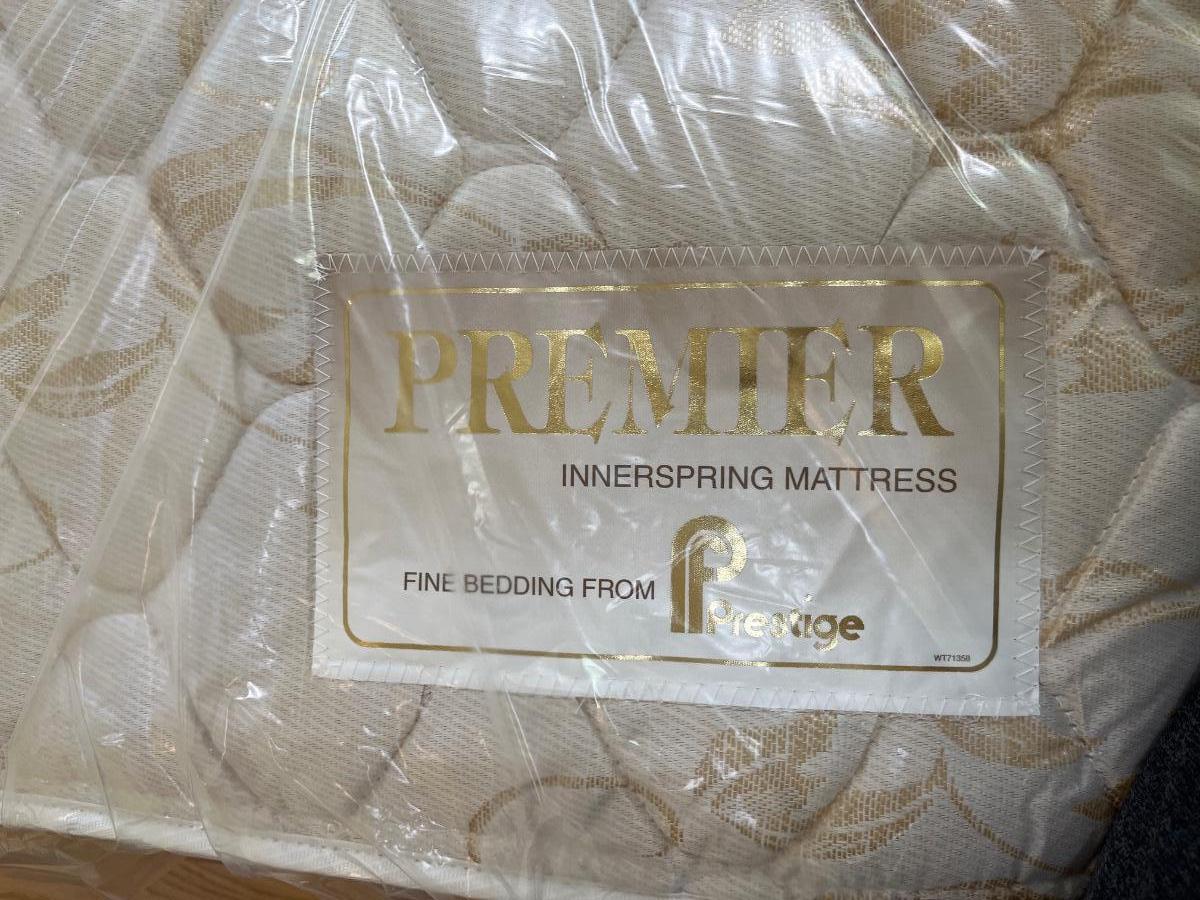 PREMIER
INNERSPRING MATTRESS
FINE BEDDING FROM
Prestige
WT71358